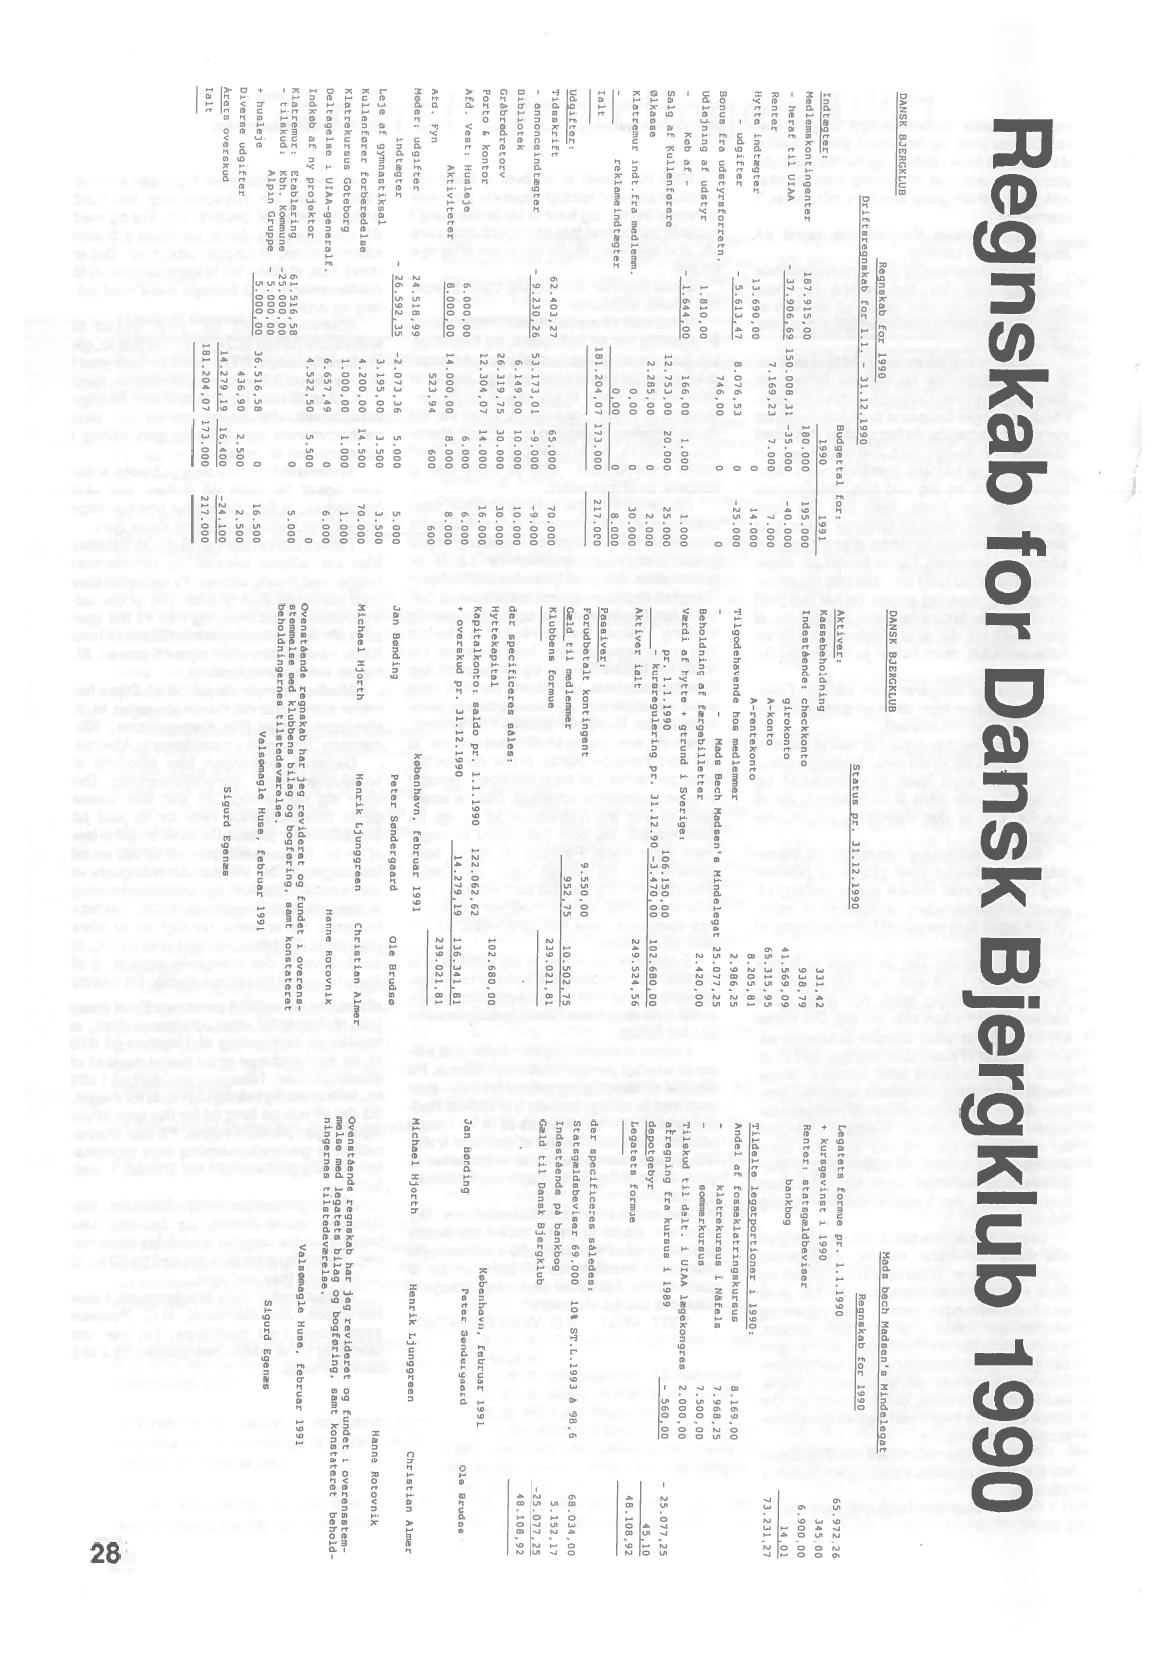 Regnskab for Dansk Bjergklub 1990
DANSK BJERGKLUB
Regnskab for 1990
Driftsregnskab for 1.1. - 31.12.1990
Budgettal for:
Indtægter: 1990 1991
Medlemskontingenter 187.915,00 180.000 195.000
- heraf til UIAA - 37.906,69 150.008,31 -35.000 -40.000
Renter 7.169,23 7.000 7.000
Hytte indtægter 13.690,00 0 14.000
- udgifter - 5.613,47 8.076,53 0 -25.000
Bonus fra udstyrsforretn. 746,00 0 0
Udlejning af udstyr 1.810,00
- Køb af - - 1.644,00 166,00 1.000 1.000
Salg af Kullenførere 12.753,00 20.000 25.000
Ølkasse 2.285,00 0 2.000
Klatremur indt.fra medlemm. 0,00 0 30.000
- reklameindtægter 0,00 0 8.000
Ialt 181.204,07 173.000 217.000
Udgifter:
Tidsskrift 62.403,27 65.000 70.000
- annonceindtægter - 9.230,26 53.173,01 -9.000 -9.000
Bibliotek 6.149,00 10.000 10.000
Gråbrødretorv 26.319,75 30.000 30.000
Porto & kontor 12.304,07 14.000 16.000
Afd. Vest: Husleje 6.000,00 6.000 6.000
Aktiviteter 8.000,00 14.000,00 8.000 8.000
Afd. Fyn 523,94 600 600
Møder: udgifter 24.518,99
indtægter - 26.592,35 -2.073,36 5.000 5.000
Leje af gymnastiksal 3.195,00 3.500 3.500
Kullenfører forberedelse 4.200,00 14.500 70.000
Klatrekursus Göteborg 1.000,00 1.000 1.000
Deltagelse i UIAA-generalf. 6.657,49 0 6.000
Indkøb af ny projektor 4.522,50 5.500 0
Klatremur: Etablering 61.516,58 0 5.000
- tilskud: Kbh. Kommune -25.000,00
Alpin Gruppe - 5.000,00
+ husleje 5.000,00 36.516,58 0 16.500
Diverse udgifter 436,90 2.500 2.500
Årets overskud 14.279,19 16.400 -24.100
Ialt 181.204,07 173.000 217.000
DANSK BJERGKLUB
Status pr. 31.12.1990
Aktiver:
Kassebeholdning 331,42
Indestående: checkkonto 938,79
girokonto 41.569,09
A-konto 65.315,95
A-rentekonto 8.205,81
Tilgodehavende hos medlemmer 2.986,25
- - Mads Bech Madsen's Mindelegat 25.077,25
Beholdning af færgebilletter 2.420,00
Værdi af hytte + gtrund i Sverige:
pr. 1.1.1990 106.150,00
- kursregulering pr. 31.12.90 -3.470,00 102.680,00
Aktiver ialt 249.524,56
Passiver:
Forudbetalt kontingent 9.550,00
Gæld til medlemmer 952,75 10.502,75
Klubbens formue 239.021,81
der specificeres såles:
Hyttekapital 102.680,00
Kapitalkonto: saldo pr. 1.1.1990 122.062,62
+ overskud pr. 31.12.1990 14.279,19 136.341,81
239.021,81
København, februar 1991
Jan Bønding Peter Søndergaard Ole Brudsø
Michael Hjorth Henrik Ljunggreen Christian Almer
Hanne Rotovnik
Ovenstående regnskab har jeg revideret og fundet i overens-
stemmelse med klubbens bilag og bogføring, samt konstateret
beholdningernes tilstedeværelse.
Valsømagle Huse, februar 1991
Sigurd Egenæs
Mads bech Madsen's Mindelegat
Regnskab for 1990
Legatets formue pr. 1.1.1990 65.972,26
+ kursgevinst i 1990 345,00
Renter: statsgældbeviser 6.900,00
bankbog 14,01
73.231,27
Tildelte legatportioner i 1990:
Andel af fosseklatringskursus 8.169,00
- klatrekursus i Näfels 7.968,25
- sommerkursus 7.500,00
Tilskud til delt. i UIAA lægekongres 2.000,00
afregning fra kursus i 1989 - 560,00 - 25.077,25
depotgebyr 45,10
Legatets formue 48.108,92
der specificeres således:
Statsgældsbeviser 69.000 10% ST.L.1993 à 98,6 68.034,00
Indestående på bankbog 5.152,17
Gæld til Dansk Bjergklub -25.077,25
48.108,92
København, februar 1991
Jan Bønding Peter Søndergaard Ole Brudsø
Michael Hjorth Henrik Ljunggreen Christian Almer
Hanne Rotovnik
Ovenstående regnskab har jeg revideret og fundet i overensstem-
melse med legatets bilag og bogføring, samt konstateret behold-
ningernes tilstedeværelse.
Valsømagle Huse, februar 1991
Sigurd Egenæs
28